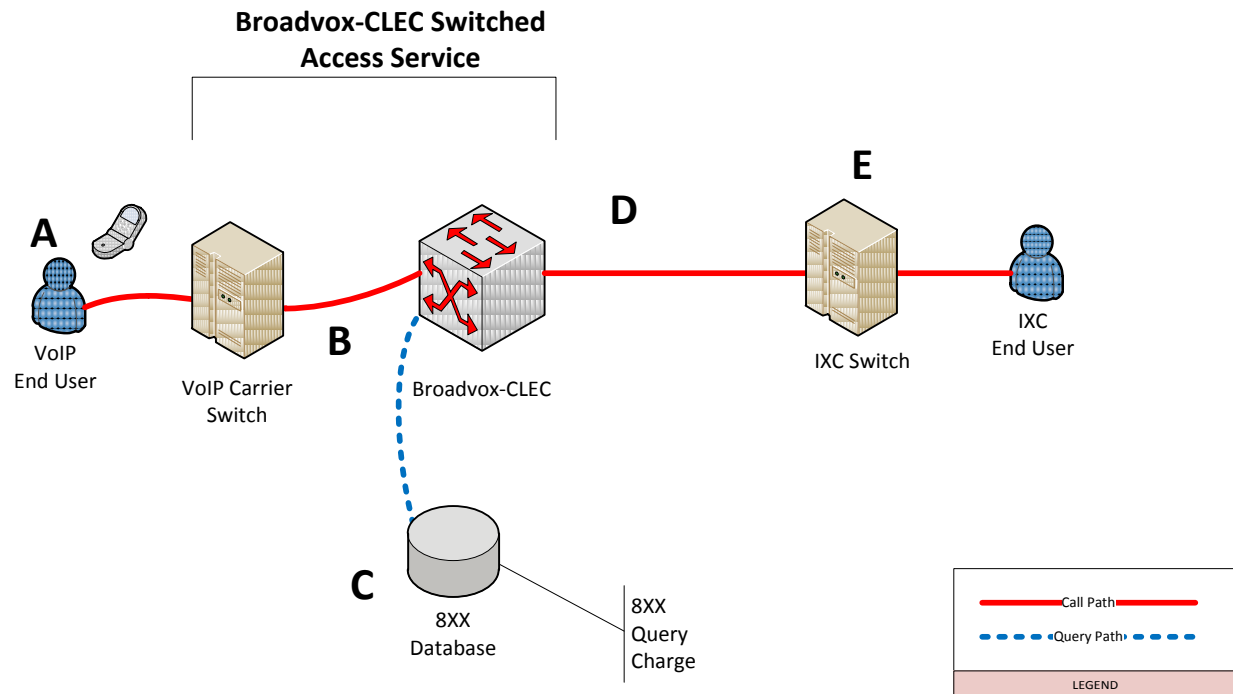 Broadvox-CLEC Switched
Access Service
A
B
C
D
E
VoIP
End User
VoIP Carrier
Switch
Broadvox-CLEC
IXC Switch
IXC
End User
8XX
Database
8XX
Query
Charge
Call Path
Query Path
LEGEND